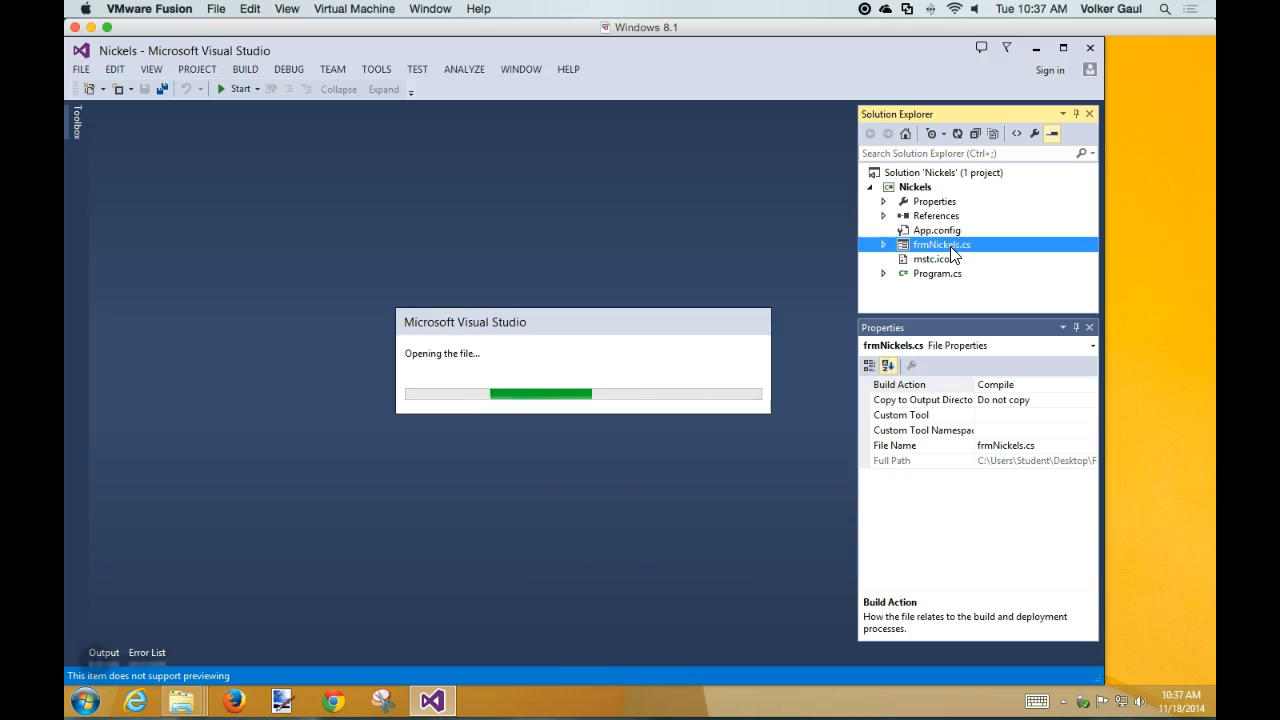 VMware Fusion File Edit View Virtual Machine Window Help Tue 10:37 AM Volker Gaul
Windows 8.1
Nickels - Microsoft Visual Studio
FILE EDIT VIEW PROJECT BUILD DEBUG TEAM TOOLS TEST ANALYZE WINDOW HELP Sign in
Start Collapse Expand
Toolbox
Solution Explorer
Search Solution Explorer (Ctrl+;)
Solution 'Nickels' (1 project)
Nickels
Properties
References
App.config
frmNickels.cs
mstc.ico
Program.cs
Microsoft Visual Studio
Opening the file...
Properties
frmNickels.cs File Properties
Build Action Compile
Copy to Output Directo Do not copy
Custom Tool
Custom Tool Namespac
File Name frmNickels.cs
Full Path C:\Users\Student\Desktop\F
Build Action
How the file relates to the build and deployment
processes.
Output Error List
This item does not support previewing
10:37 AM
11/18/2014